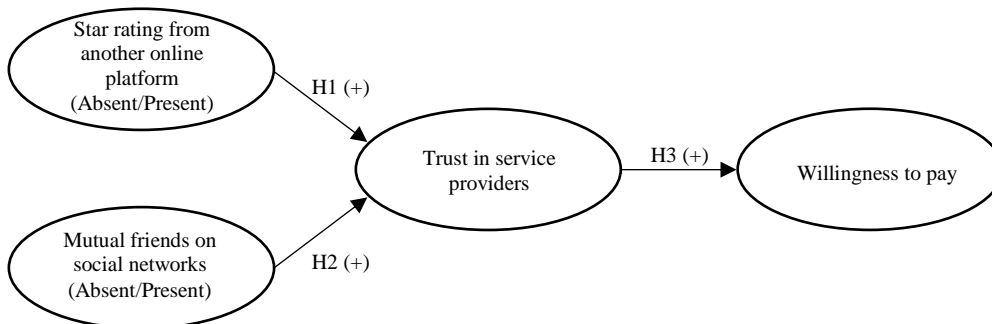 Star rating from
another online
platform
(Absent/Present)
H1 (+)
Trust in service
providers
H3 (+)
Willingness to pay
Mutual friends on
social networks
(Absent/Present)
H2 (+)